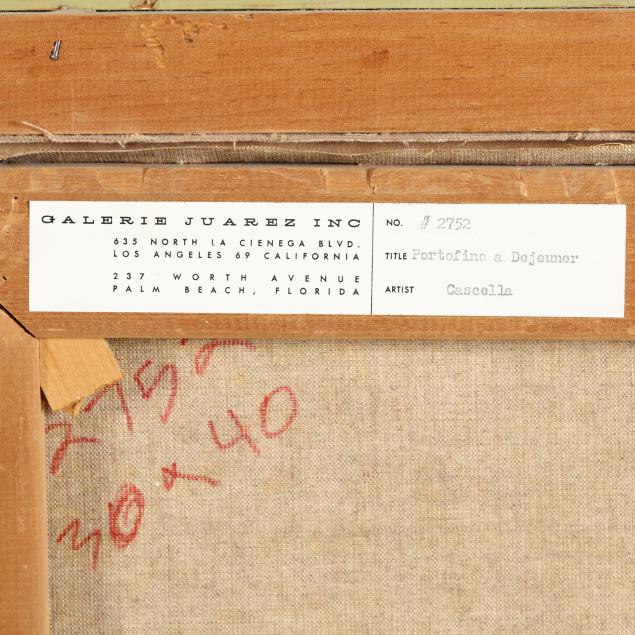 GALERIE JUAREZ INC
635 NORTH LA CIENEGA BLVD.
LOS ANGELES 69 CALIFORNIA
237 WORTH AVENUE
PALM BEACH, FLORIDA
NO. # 2752
TITLE Portofino a Dejeuner
ARTIST Cascella
2752
30 x 40